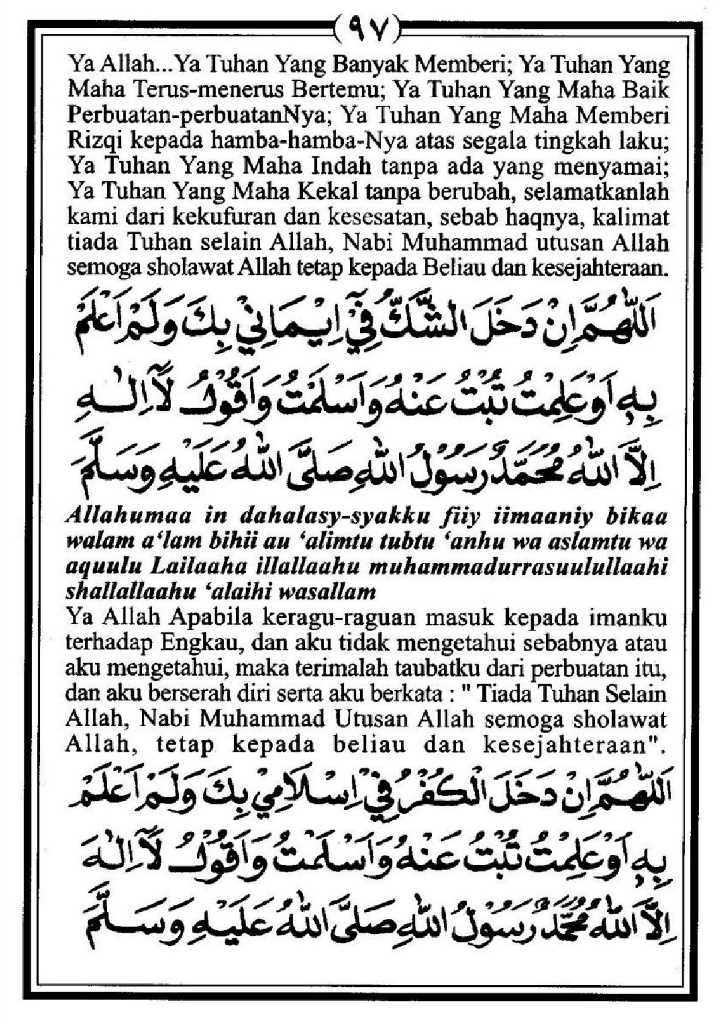 (٩٧)
Ya Allah...Ya Tuhan Yang Banyak Memberi; Ya Tuhan Yang
Maha Terus-menerus Bertemu; Ya Tuhan Yang Maha Baik
Perbuatan-perbuatanNya; Ya Tuhan Yang Maha Memberi
Rizqi kepada hamba-hamba-Nya atas segala tingkah laku;
Ya Tuhan Yang Maha Indah tanpa ada yang menyamai;
Ya Tuhan Yang Maha Kekal tanpa berubah, selamatkanlah
kami dari kekufuran dan kesesatan, sebab haqnya, kalimat
tiada Tuhan selain Allah, Nabi Muhammad utusan Allah
semoga sholawat Allah tetap kepada Beliau dan kesejahteraan.
اَللّٰهُمَّ اِنْ دَخَلَ الشَّكُّ فِيْٓ اِيْمَانِيْ بِكَ وَلَمْ اَعْلَمْ
بِهٖ اَوْ عَلِمْتُ تُبْتُ عَنْهُ وَاَسْلَمْتُ وَاَقُوْلُ لَآ اِلٰهَ
اِلَّا اللهُ مُحَمَّدٌ رَسُوْلُ اللهِ صَلَّى اللهُ عَلَيْهِ وَسَلَّمَ
Allahumaa in dahalasy-syakku fiiy iimaaniy bikaa
walam a‘lam bihii au ‘alimtu tubtu ‘anhu wa aslamtu wa
aquulu Lailaaha illallaahu muhammadurrasuulullaahi
shallallaahu ‘alaihi wasallam
Ya Allah Apabila keragu-raguan masuk kepada imanku
terhadap Engkau, dan aku tidak mengetahui sebabnya atau
aku mengetahui, maka terimalah taubatku dari perbuatan itu,
dan aku berserah diri serta aku berkata : " Tiada Tuhan Selain
Allah, Nabi Muhammad Utusan Allah semoga sholawat
Allah, tetap kepada beliau dan kesejahteraan".
اَللّٰهُمَّ اِنْ دَخَلَ الْكُفْرُ فِيْ اِسْلَامِيْ بِكَ وَلَمْ اَعْلَمْ
بِهٖ اَوْ عَلِمْتُ تُبْتُ عَنْهُ وَاَسْلَمْتُ وَاَقُوْلُ لَآ اِلٰهَ
اِلَّا اللهُ مُحَمَّدٌ رَسُوْلُ اللهِ صَلَّى اللهُ عَلَيْهِ وَسَلَّمَ